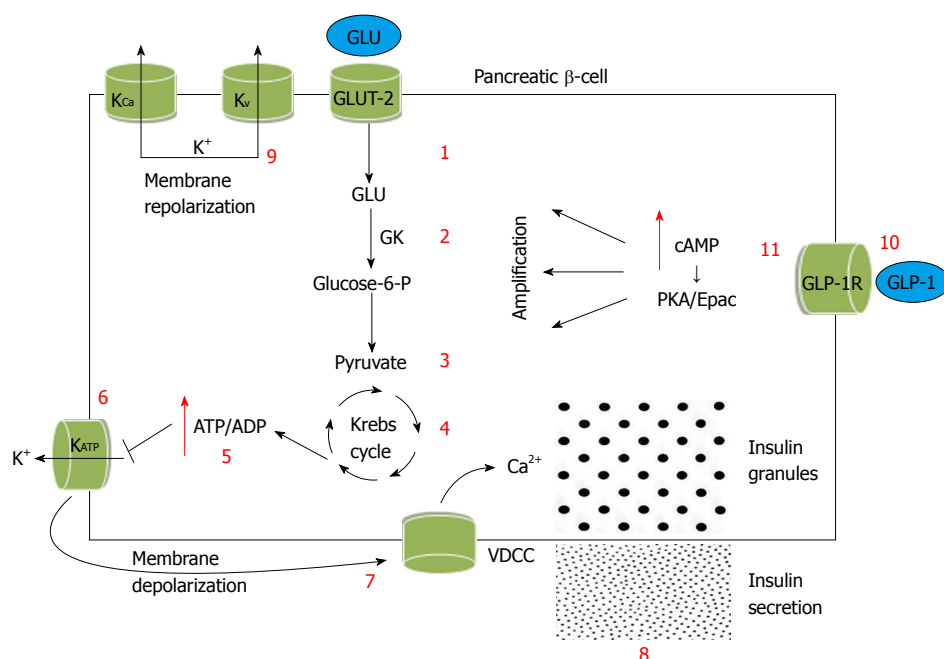 GLU
Pancreatic β-cell
KCa
Kv
GLUT-2
K+
9
1
Membrane
repolarization
GLU
GK
2
Glucose-6-P
Pyruvate
3
Krebs
cycle
4
6
KATP
K+
ATP/ADP
5
Membrane
depolarization
7
Ca2+
VDCC
Amplification
cAMP
↓
PKA/Epac
11
10
GLP-1R
GLP-1
Insulin
granules
Insulin
secretion
8